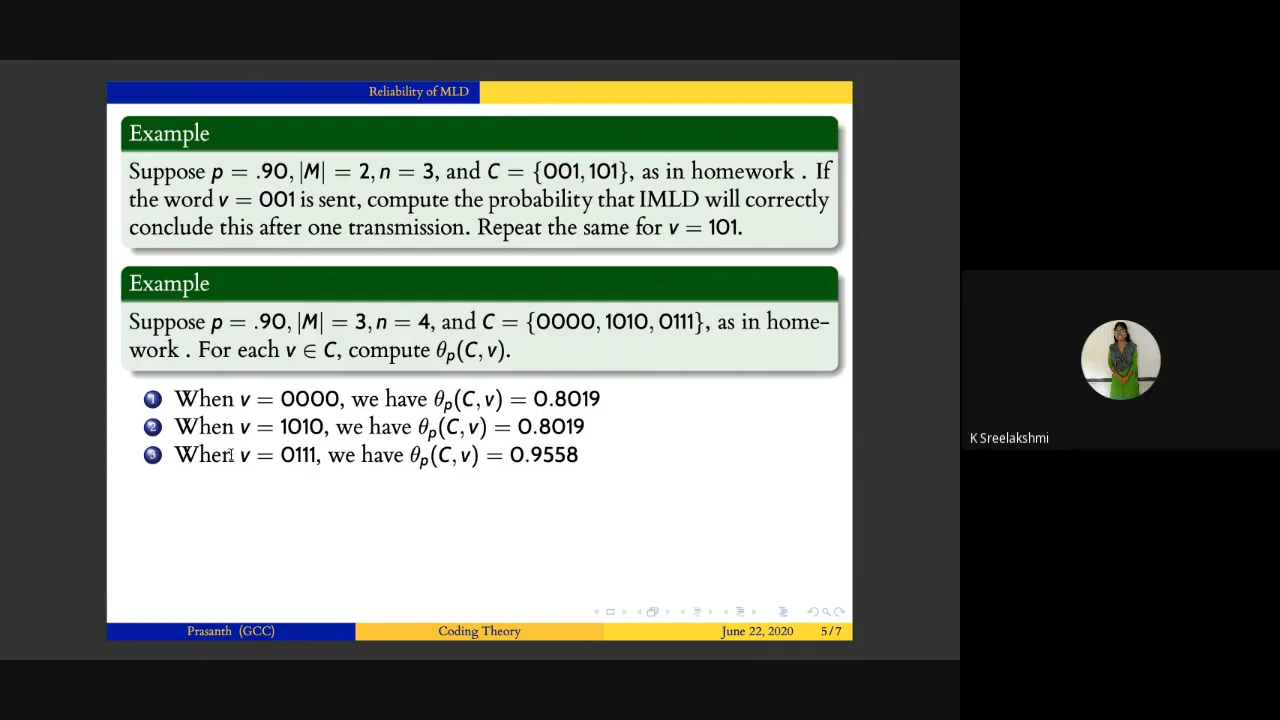 Reliability of MLD
Example
Suppose p = .90, |M| = 2, n = 3, and C = {001, 101}, as in homework . If
the word v = 001 is sent, compute the probability that IMLD will correctly
conclude this after one transmission. Repeat the same for v = 101.
Example
Suppose p = .90, |M| = 3, n = 4, and C = {0000, 1010, 0111}, as in home-
work . For each v ∈ C, compute θp(C, v).
1 When v = 0000, we have θp(C, v) = 0.8019
2 When v = 1010, we have θp(C, v) = 0.8019
3 When v = 0111, we have θp(C, v) = 0.9558
K Sreelakshmi
Prasanth (GCC) Coding Theory June 22, 2020 5 / 7